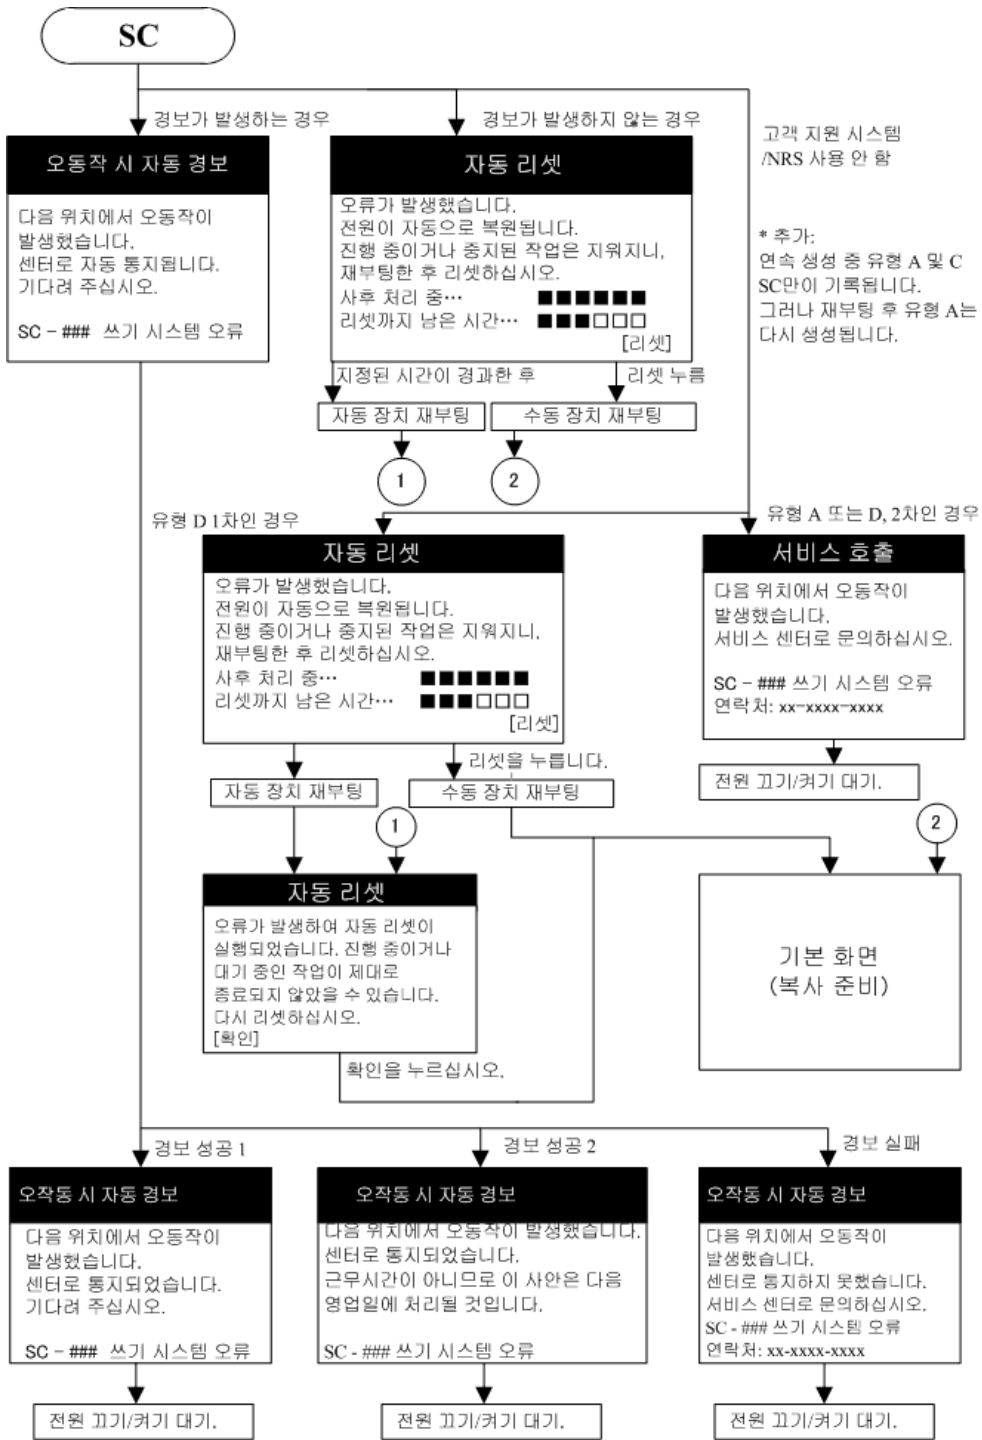 SC
경보가 발생하는 경우
경보가 발생하지 않는 경우
고객 지원 시스템
/NRS 사용 안 함
오동작 시 자동 경보
다음 위치에서 오동작이
발생했습니다.
센터로 자동 통지됩니다.
기다려 주십시오.
SC - ### 쓰기 시스템 오류
자동 리셋
오류가 발생했습니다.
전원이 자동으로 복원됩니다.
진행 중이거나 중지된 작업은 지워지니,
재부팅한 후 리셋하십시오.
사후 처리 중… ■■■■■■
리셋까지 남은 시간… ■■■□□□
[리셋]
* 추가:
연속 생성 중 유형 A 및 C
SC만이 기록됩니다.
그러나 재부팅 후 유형 A는
다시 생성됩니다.
지정된 시간이 경과한 후
리셋 누름
자동 장치 재부팅
수동 장치 재부팅
1
2
유형 D 1차인 경우
유형 A 또는 D, 2차인 경우
자동 리셋
오류가 발생했습니다.
전원이 자동으로 복원됩니다.
진행 중이거나 중지된 작업은 지워지니,
재부팅한 후 리셋하십시오.
사후 처리 중… ■■■■■■
리셋까지 남은 시간… ■■■□□□
[리셋]
서비스 호출
다음 위치에서 오동작이
발생했습니다.
서비스 센터로 문의하십시오.
SC - ### 쓰기 시스템 오류
연락처: xx-xxxx-xxxx
리셋을 누릅니다.
자동 장치 재부팅
수동 장치 재부팅
전원 끄기/켜기 대기.
1
2
자동 리셋
오류가 발생하여 자동 리셋이
실행되었습니다. 진행 중이거나
대기 중인 작업이 제대로
종료되지 않았을 수 있습니다.
다시 리셋하십시오.
[확인]
기본 화면
(복사 준비)
확인을 누르십시오.
경보 성공 1
경보 성공 2
경보 실패
오작동 시 자동 경보
다음 위치에서 오동작이
발생했습니다.
센터로 통지되었습니다.
기다려 주십시오.
SC - ### 쓰기 시스템 오류
오작동 시 자동 경보
다음 위치에서 오동작이 발생했습니다.
센터로 통지되었습니다.
근무시간이 아니므로 이 사안은 다음
영업일에 처리될 것입니다.
SC - ### 쓰기 시스템 오류
오작동 시 자동 경보
다음 위치에서 오동작이
발생했습니다.
센터로 통지하지 못했습니다.
서비스 센터로 문의하십시오.
SC - ### 쓰기 시스템 오류
연락처: xx-xxxx-xxxx
전원 끄기/켜기 대기.
전원 끄기/켜기 대기.
전원 끄기/켜기 대기.